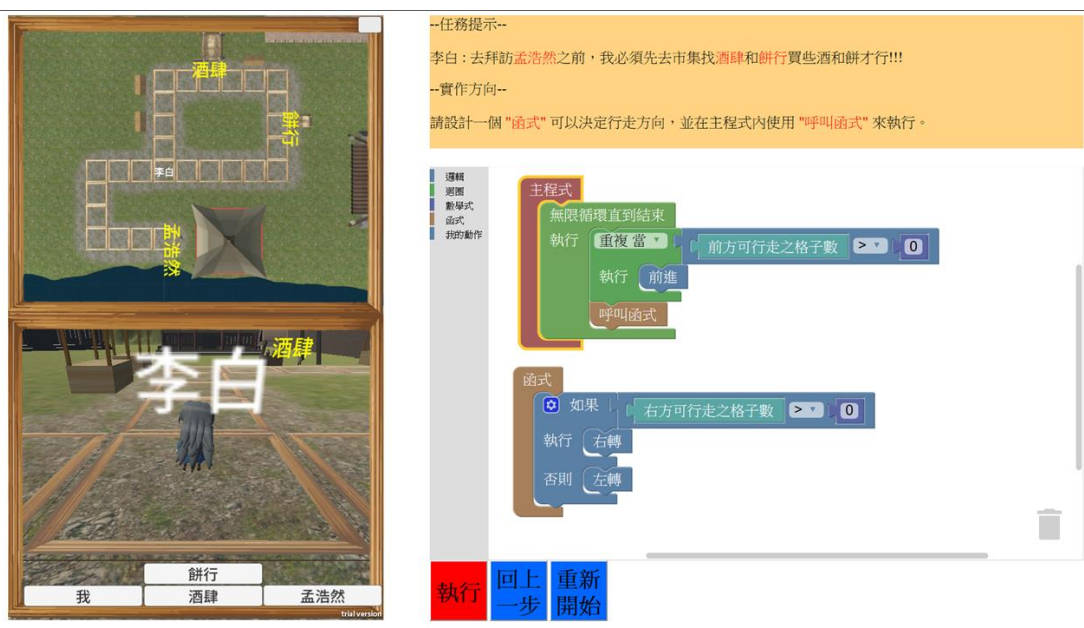 酒肆
餅行
李白
孟浩然
李白
酒肆
餅行
我
酒肆
孟浩然
trial version
--任務提示--
李白 : 去拜訪孟浩然之前，我必須先去市集找酒肆和餅行買些酒和餅才行!!!
--實作方向--
請設計一個 "函式" 可以決定行走方向，並在主程式內使用 "呼叫函式" 來執行。
邏輯
迴圈
數學式
函式
我的動作
主程式
無限循環直到結束
執行 重複 當 前方可行走之格子數 > 0
執行 前進
呼叫函式
函式
如果 右方可行走之格子數 > 0
執行 右轉
否則 左轉
執行
回上一步
重新開始